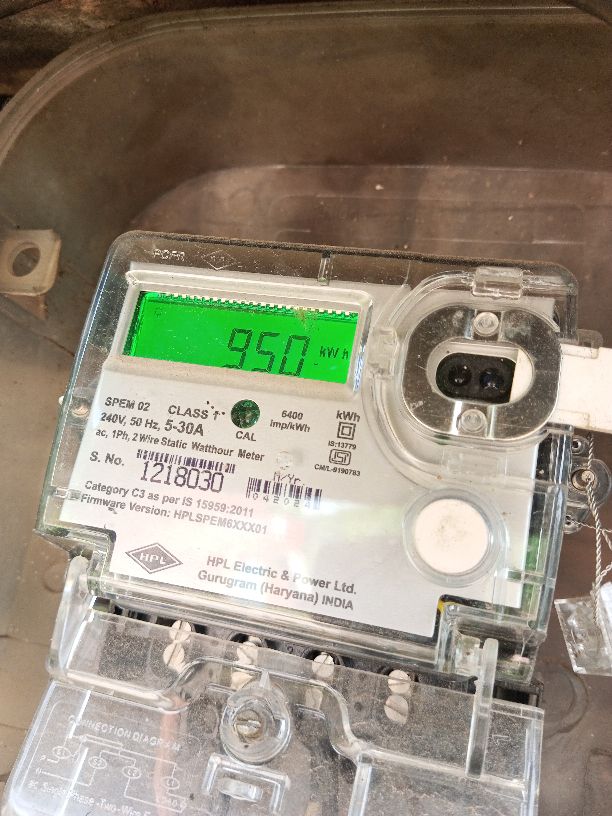 950 kWh
SPEM 02
CLASS 1
240V, 50 Hz, 5-30A
CAL
6400
imp/kWh
kWh
ac, 1Ph, 2 Wire Static Watthour Meter
IS:13779
ISI
CM/L-9190783
S. No.
1218030
M/Yr.
Category C3 as per IS 15959:2011
Firmware Version: HPLSPEM6XXX01
HPL
HPL Electric & Power Ltd.
Gurugram (Haryana) INDIA
CONNECTION DIAGRAM